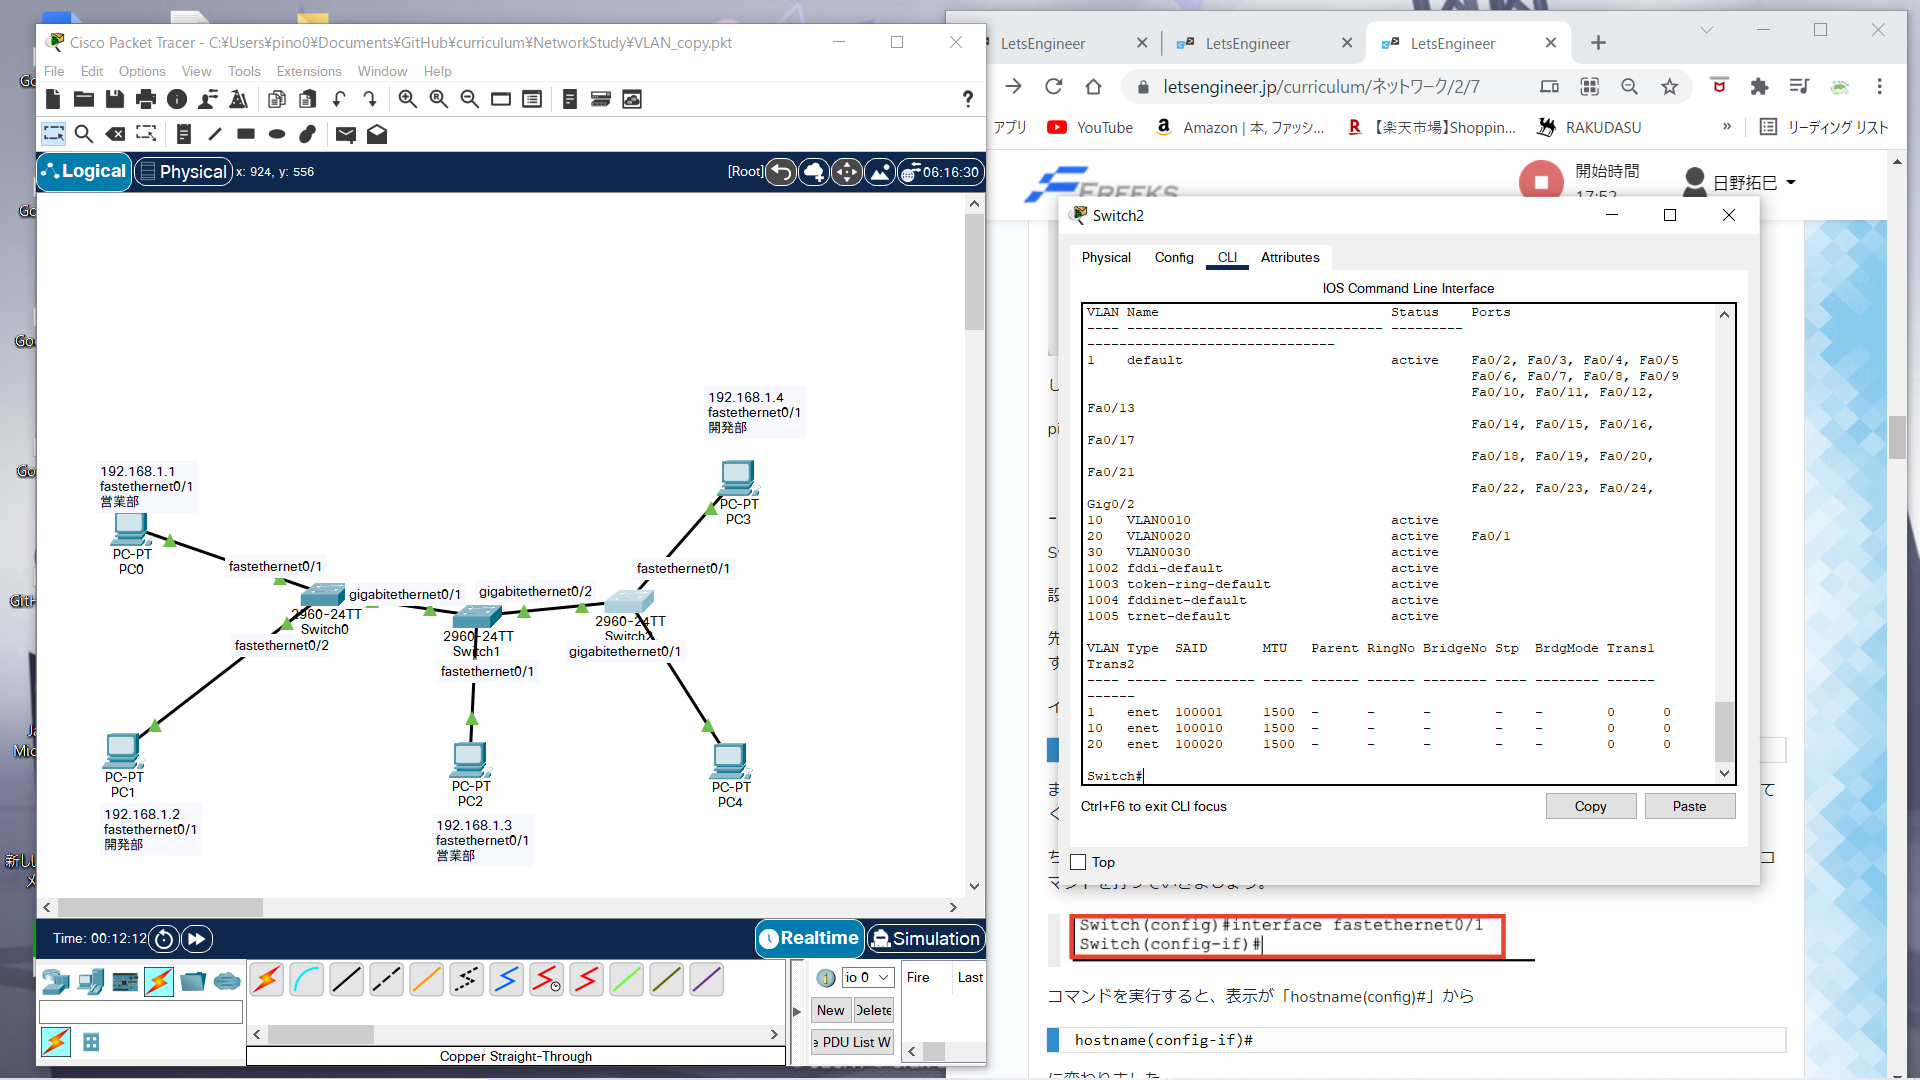 Cisco Packet Tracer - C:¥Users¥pino0¥Documents¥GitHub¥curriculum¥NetworkStudy¥VLAN_copy.pkt
File Edit Options View Tools Extensions Window Help
?
Logical
Physical
x: 924, y: 556
[Root]
06:16:30
192.168.1.4
fastethernet0/1
開発部
PC-PT
PC3
192.168.1.1
fastethernet0/1
営業部
PC-PT
PC0
fastethernet0/1
fastethernet0/1
gigabitethernet0/1
gigabitethernet0/2
2960-24TT
Switch0
2960-24TT
Switch1
2960-24TT
fastethernet0/2
fastethernet0/1
gigabitethernet0/1
PC-PT
PC1
PC-PT
PC2
PC-PT
PC4
192.168.1.2
fastethernet0/1
開発部
192.168.1.3
fastethernet0/1
営業部
Time: 00:12:12
Realtime
Simulation
io 0
Fire Last
New
Delete
e PDU List W
Copper Straight-Through
LetsEngineer
LetsEngineer
LetsEngineer
letsengineer.jp/curriculum/ネットワーク/2/7
アプリ
YouTube
Amazon | 本, ファッシ...
【楽天市場】Shoppin...
RAKUDASU
»
リーディング リスト
FREEKS
開始時間
17:52
日野拓巳
Switch2
Physical Config CLI Attributes
IOS Command Line Interface
VLAN Name Status Ports
---- -------------------------------- ---------
-------------------------------
1 default active Fa0/2, Fa0/3, Fa0/4, Fa0/5
Fa0/6, Fa0/7, Fa0/8, Fa0/9
Fa0/10, Fa0/11, Fa0/12,
Fa0/13
Fa0/14, Fa0/15, Fa0/16,
Fa0/17
Fa0/18, Fa0/19, Fa0/20,
Fa0/21
Fa0/22, Fa0/23, Fa0/24,
Gig0/2
10 VLAN0010 active
20 VLAN0020 active Fa0/1
30 VLAN0030 active
1002 fddi-default active
1003 token-ring-default active
1004 fddinet-default active
1005 trnet-default active
VLAN Type SAID MTU Parent RingNo BridgeNo Stp BrdgMode Trans1
Trans2
---- ----- ---------- ----- ------ ------ -------- ---- -------- ------
------
1 enet 100001 1500 - - - - - 0 0
10 enet 100010 1500 - - - - - 0 0
20 enet 100020 1500 - - - - - 0 0
Switch#
Ctrl+F6 to exit CLI focus
Copy
Paste
Top
Switch(config)#interface fastethernet0/1
Switch(config-if)#
コマンドを実行すると、表示が「hostname(config)#」から
hostname(config-if)#
に変わりました